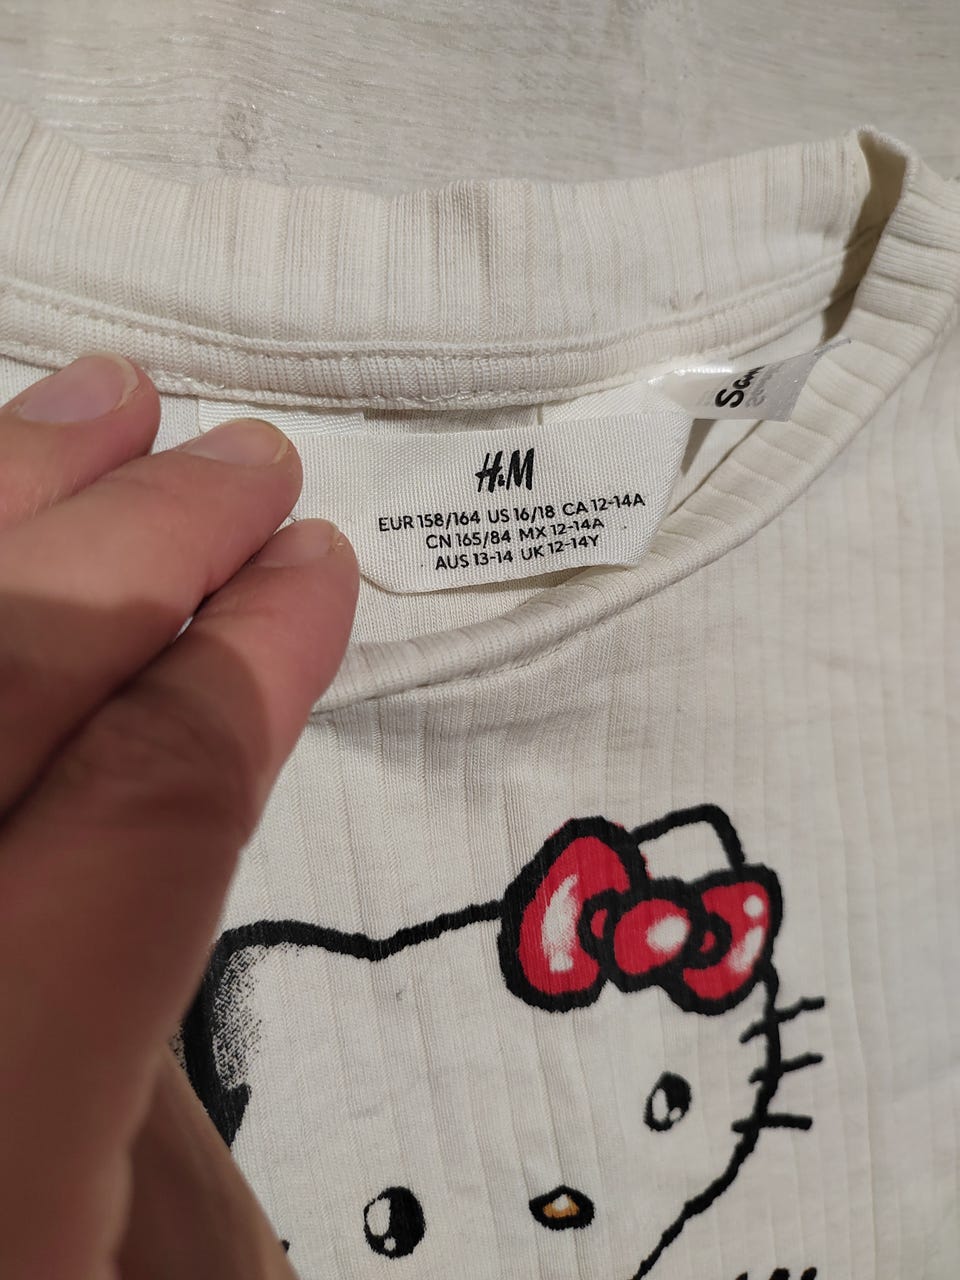 H&M
EUR 158/164 US 16/18 CA 12-14A
CN 165/84 MX 12-14A
AUS 13-14 UK 12-14Y